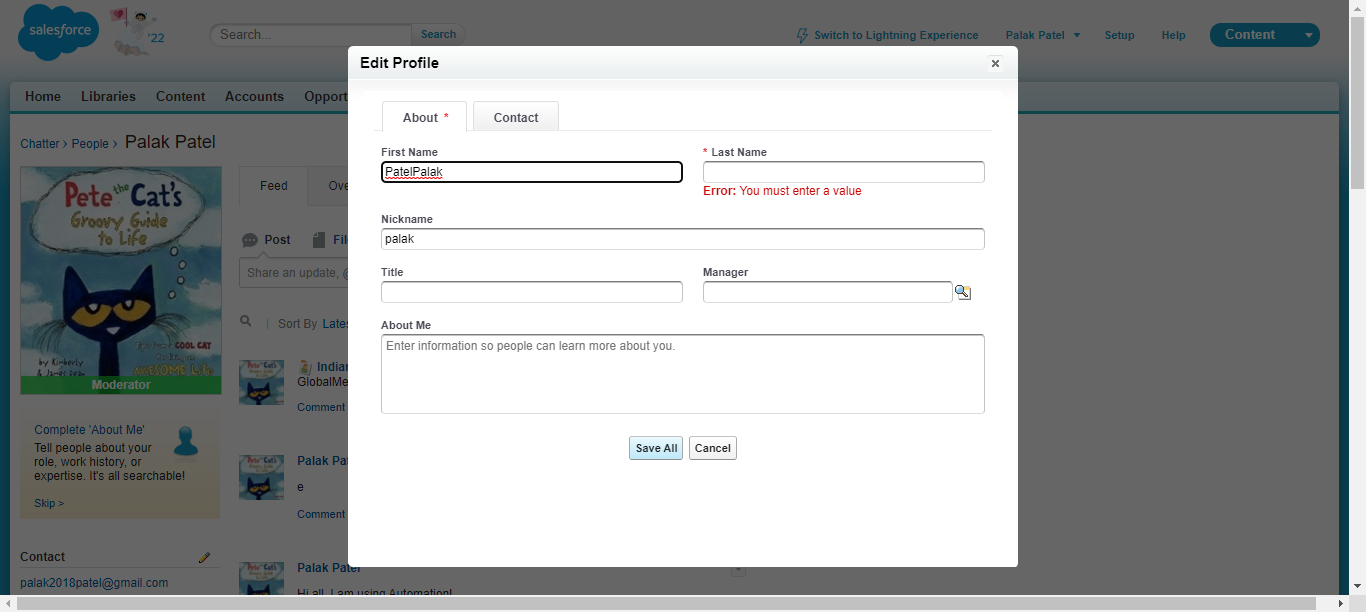 salesforce
'22
Search...
Search
Switch to Lightning Experience
Palak Patel
Setup
Help
Content
Home
Libraries
Content
Accounts
Opport
Chatter › People › Palak Patel
Pete the Cat's
Groovy Guide
to Life
by Kimberly
& James Dean
COOL CAT
AWESOME Life
Moderator
Complete 'About Me'
Tell people about your
role, work history, or
expertise. It's all searchable!
Skip >
Contact
palak2018patel@gmail.com
Feed
Ove
Post
Fil
Share an update, @
Sort By Lates
Indian
GlobalMe
Comment
Palak Pat
e
Comment
Palak Patel
Hi all, I am using Automation!
Edit Profile
About *
Contact
First Name
PatelPalak
* Last Name
Error: You must enter a value
Nickname
palak
Title
Manager
About Me
Enter information so people can learn more about you.
Save All
Cancel